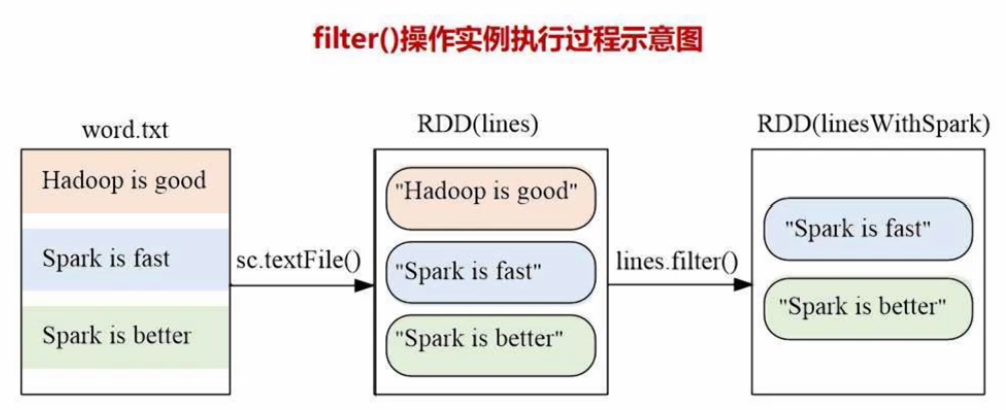 filter()操作实例执行过程示意图
word.txt
Hadoop is good
Spark is fast
Spark is better
sc.textFile()
RDD(lines)
"Hadoop is good"
"Spark is fast"
"Spark is better"
lines.filter()
RDD(linesWithSpark)
"Spark is fast"
"Spark is better"